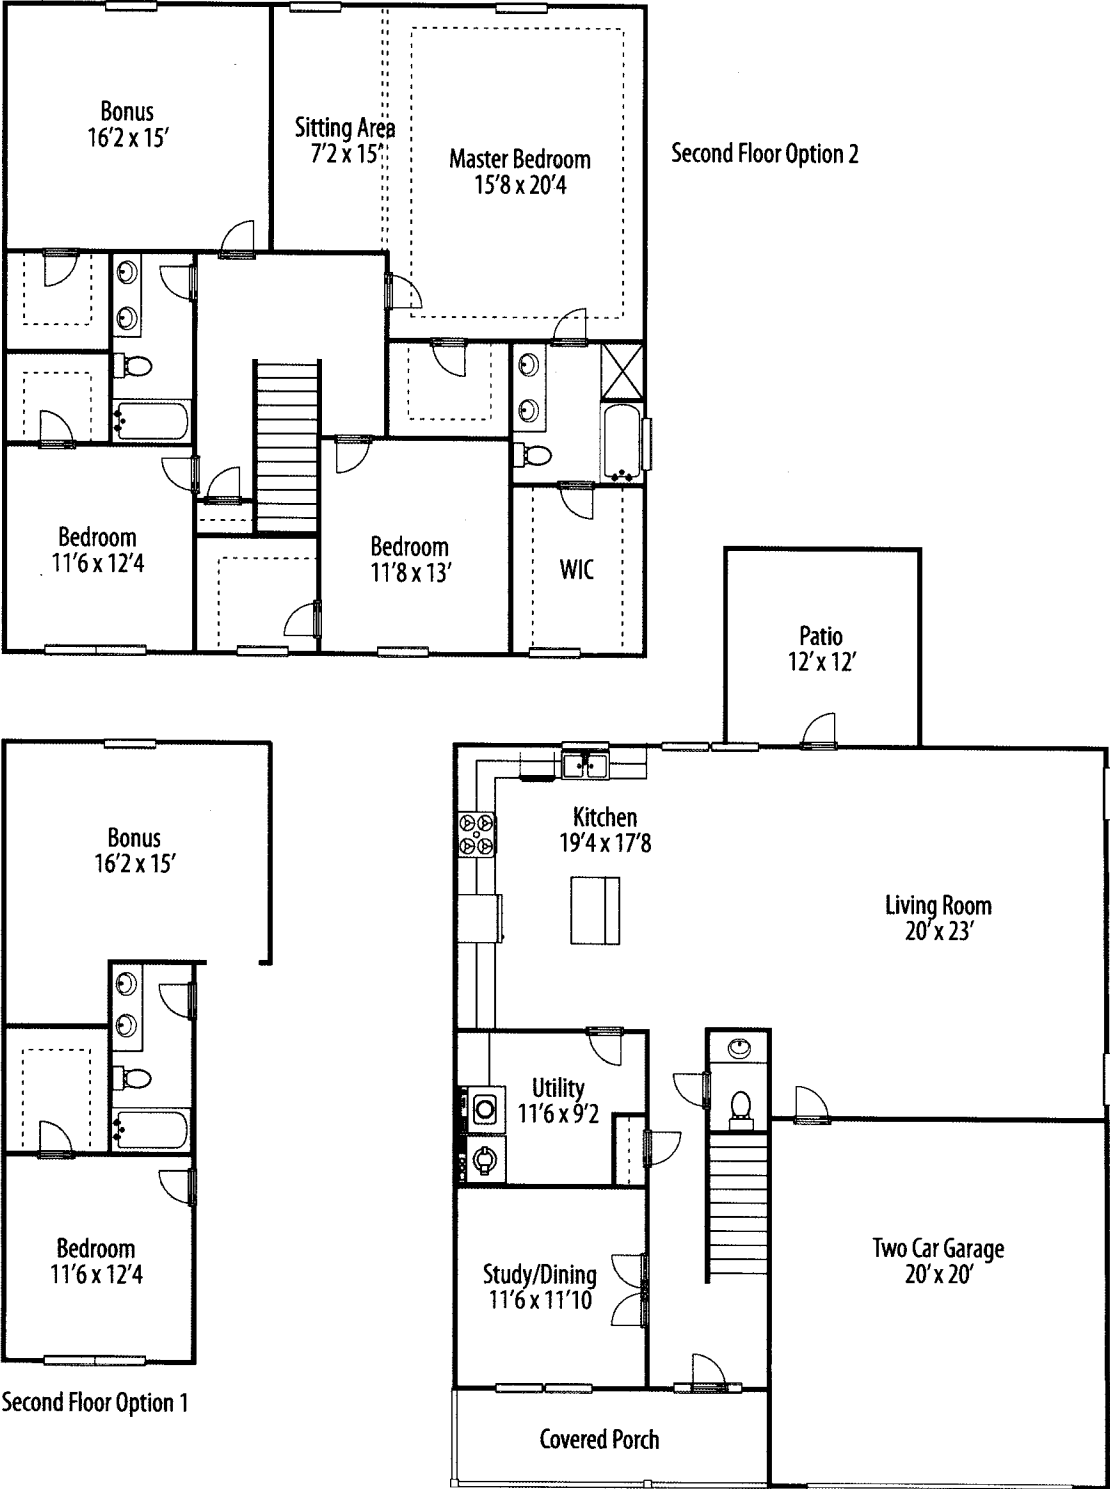 Bonus
16'2 x 15'
Sitting Area
7'2 x 15'
Master Bedroom
15'8 x 20'4
Second Floor Option 2
Bedroom
11'6 x 12'4
Bedroom
11'8 x 13'
WIC
Patio
12' x 12'
Bonus
16'2 x 15'
Kitchen
19'4 x 17'8
Living Room
20' x 23'
Utility
11'6 x 9'2
Bedroom
11'6 x 12'4
Study/Dining
11'6 x 11'10
Two Car Garage
20' x 20'
Second Floor Option 1
Covered Porch